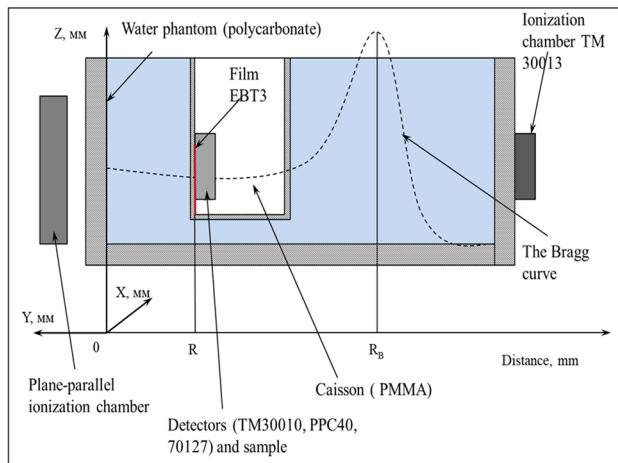 Z, мм
Water phantom (polycarbonate)
Ionization
chamber TM
30013
Film
EBT3
The Bragg
curve
X, мм
Y, мм
0
R
R_B
Distance, mm
Plane-parallel
ionization chamber
Caisson ( PMMA)
Detectors (TM30010, PPC40,
70127) and sample